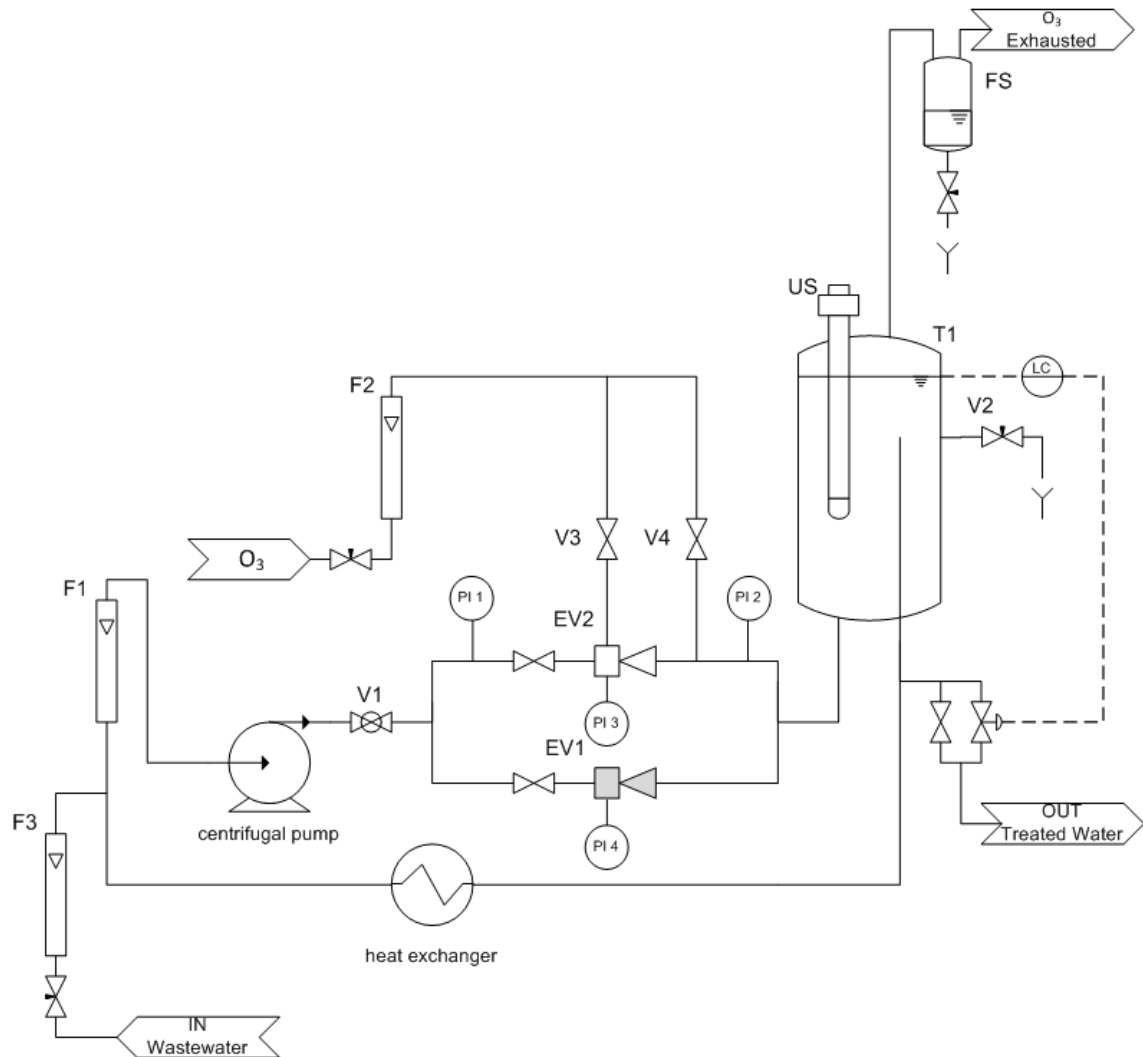 O₃
Exhausted
FS
US
T1
LC
F2
V2
V3
V4
O₃
F1
PI 1
PI 2
EV2
V1
PI 3
EV1
OUT
Treated Water
F3
centrifugal pump
PI 4
heat exchanger
IN
Wastewater